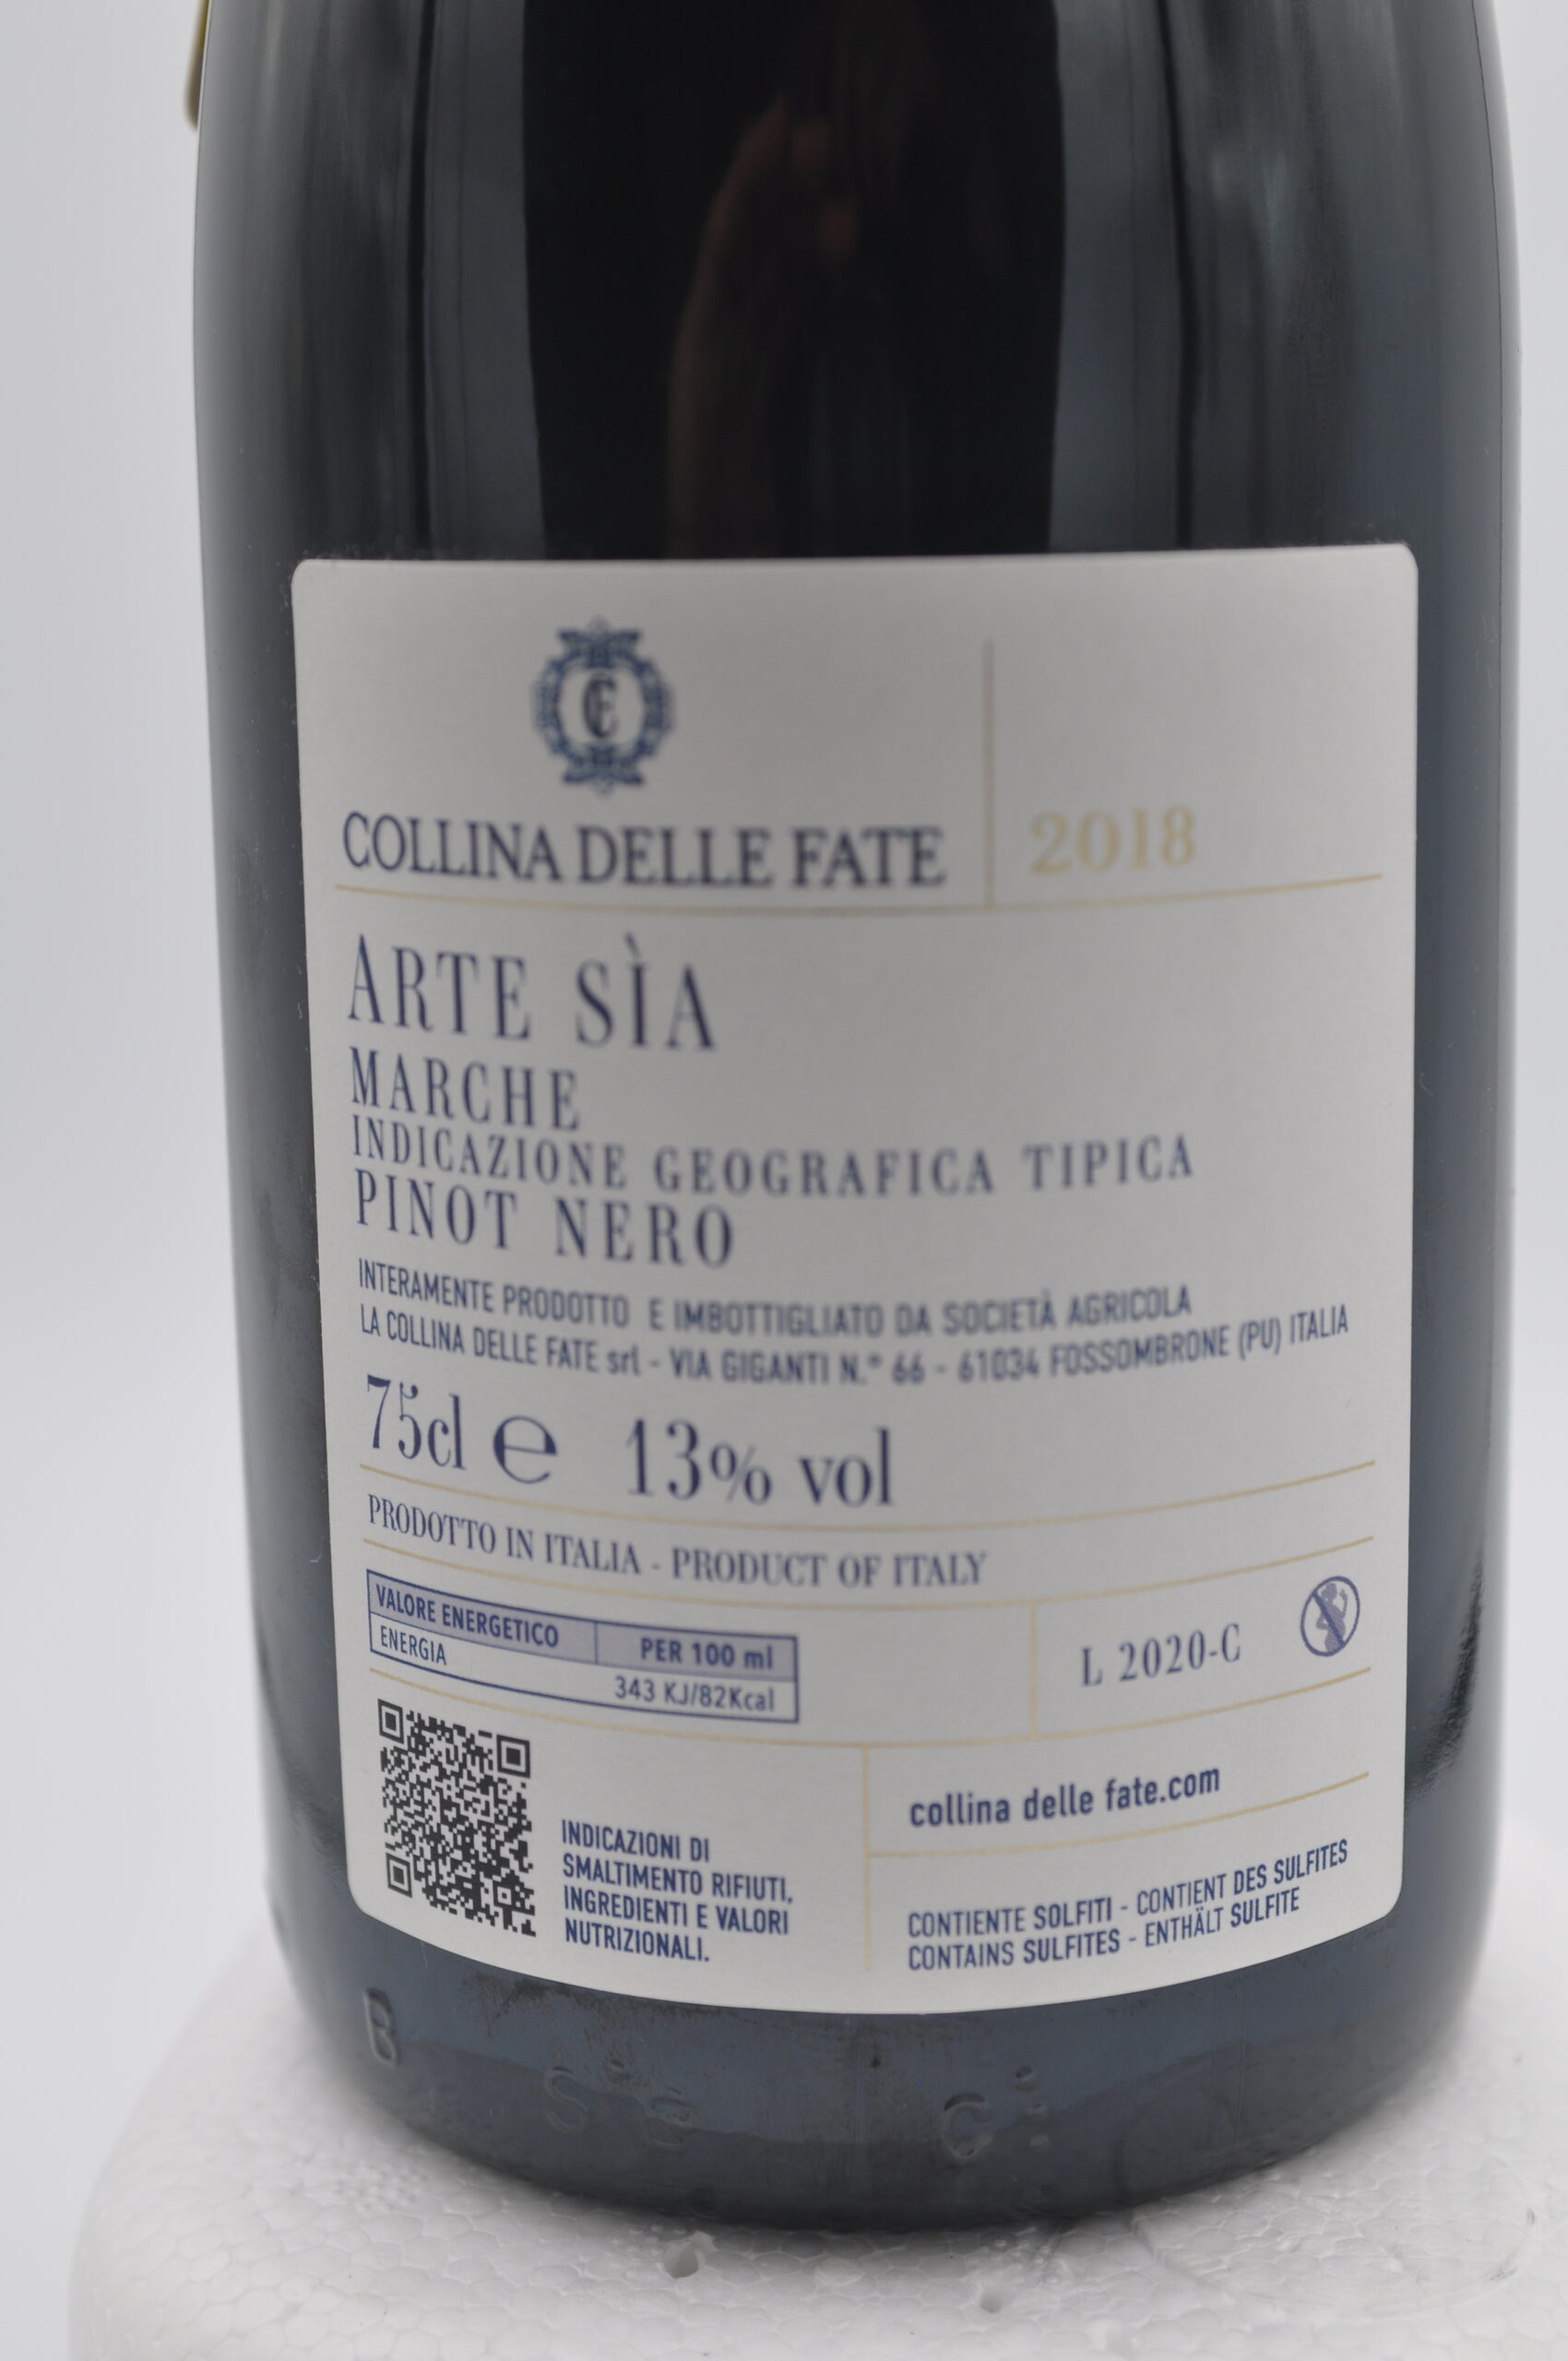 COLLINA DELLE FATE
2018
ARTE SÌA
MARCHE
INDICAZIONE GEOGRAFICA TIPICA
PINOT NERO
INTERAMENTE PRODOTTO E IMBOTTIGLIATO DA SOCIETÀ AGRICOLA
LA COLLINA DELLE FATE srl - VIA GIGANTI N.° 66 - 61034 FOSSOMBRONE (PU) ITALIA
75cl e 13% vol
PRODOTTO IN ITALIA - PRODUCT OF ITALY
VALORE ENERGETICO PER 100 ml
ENERGIA 343 KJ/82Kcal
L 2020-C
INDICAZIONI DI
SMALTIMENTO RIFIUTI,
INGREDIENTI E VALORI
NUTRIZIONALI.
collina delle fate.com
CONTIENTE SOLFITI - CONTIENT DES SULFITES
CONTAINS SULFITES - ENTHÄLT SULFITE